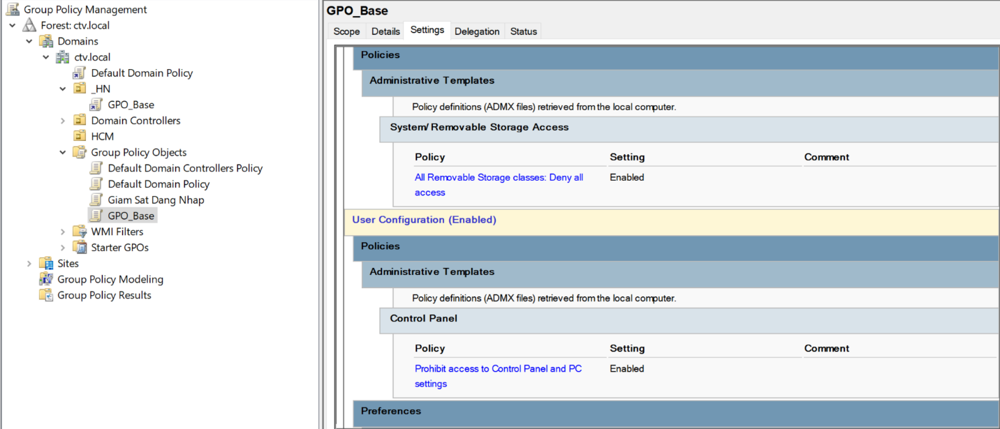 Group Policy Management
Forest: ctv.local
Domains
ctv.local
Default Domain Policy
_HN
GPO_Base
Domain Controllers
HCM
Group Policy Objects
Default Domain Controllers Policy
Default Domain Policy
Giam Sat Dang Nhap
GPO_Base
WMI Filters
Starter GPOs
Sites
Group Policy Modeling
Group Policy Results
GPO_Base
Scope Details Settings Delegation Status
Policies
Administrative Templates
Policy definitions (ADMX files) retrieved from the local computer.
System/Removable Storage Access
Policy Setting Comment
All Removable Storage classes: Deny all Enabled
access
User Configuration (Enabled)
Policies
Administrative Templates
Policy definitions (ADMX files) retrieved from the local computer.
Control Panel
Policy Setting Comment
Prohibit access to Control Panel and PC Enabled
settings
Preferences